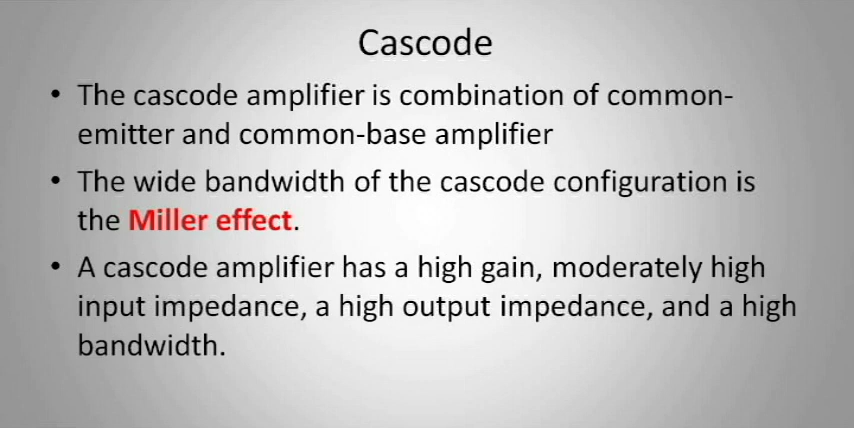 Cascode
• The cascode amplifier is combination of common-
emitter and common-base amplifier
• The wide bandwidth of the cascode configuration is
the Miller effect.
• A cascode amplifier has a high gain, moderately high
input impedance, a high output impedance, and a high
bandwidth.